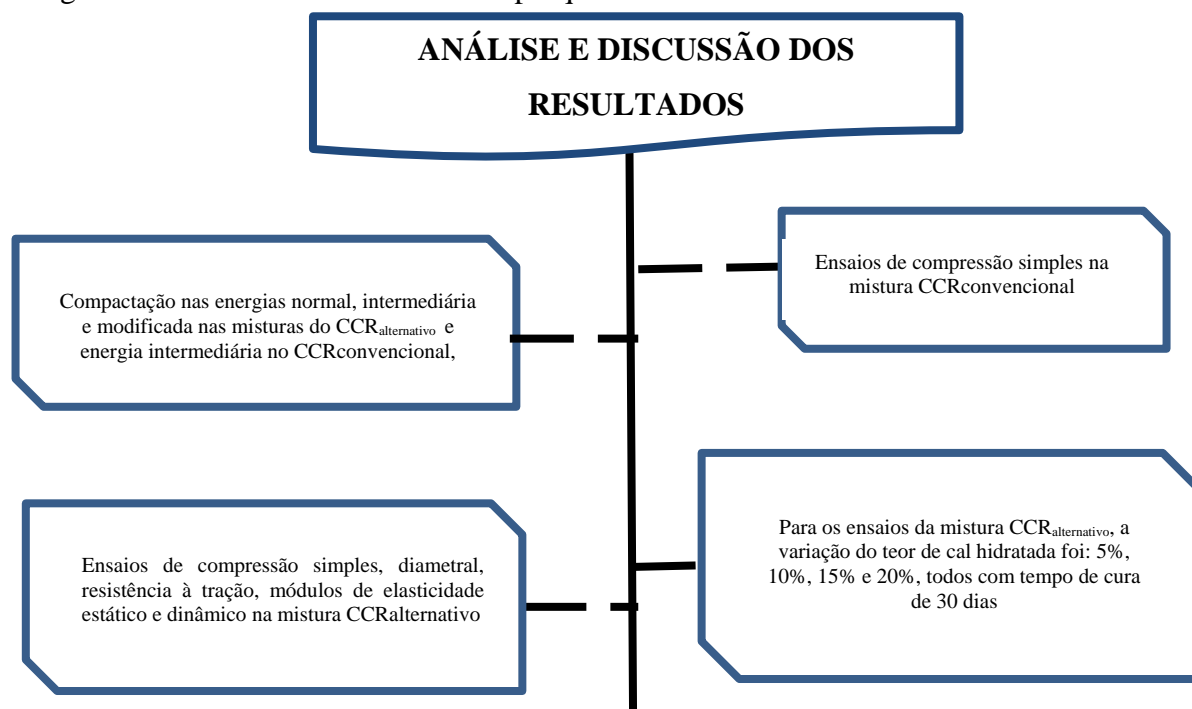 ANÁLISE E DISCUSSÃO DOS
RESULTADOS
Ensaios de compressão simples na
mistura CCRconvencional
Compactação nas energias normal, intermediária
e modificada nas misturas do CCRalternativo e
energia intermediária no CCRconvencional,
Para os ensaios da mistura CCRalternativo, a
variação do teor de cal hidratada foi: 5%,
10%, 15% e 20%, todos com tempo de cura
de 30 dias
Ensaios de compressão simples, diametral,
resistência à tração, módulos de elasticidade
estático e dinâmico na mistura CCRalternativo